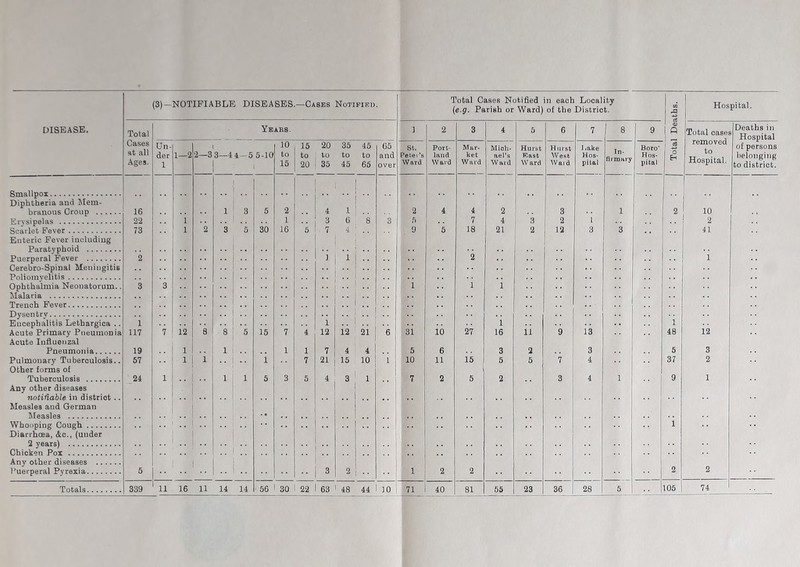 (3)—NOTIFIABLE DISEASES.—Cases Notified.
Total Cases Notified in each Locality (e.g. Parish or Ward) of the District.
Total Deaths.
Hospital.
DISEASE.
Total Cases at all Ages.
Years
Un-der 1 | 1—2 | 2—3 | 3—4 | 4—5 | 5-10 | 10 to 15 | 15 to 20 | 20 to 35 | 35 to 45 | 45 to 65 | 65 and over
1 St. Peter's Ward | 2 Port-land Ward | 3 Mar-ket Ward | 4 Mich-ael's Ward | 5 Hurst East Ward | 6 Hurst West Ward | 7 Lake Hos-pital | 8 In-firmary | 9 Boro' Hos-pital
Total cases removed to Hospital.
Deaths in Hospital of persons belonging to district.
Smallpox .. .. .. .. .. .. .. .. .. .. .. .. .. .. .. .. .. .. .. .. .. .. .. .. ..
Diphtheria and Mem-
branous Croup 16 .. .. .. 1 3 5 2 .. 4 1 .. .. 2 4 4 2 .. 3 .. 1 .. 2 10 ..
Erysipelas 22 .. 1 .. .. .. .. 1 .. 3 6 8 3 5 .. 7 4 3 2 1 .. .. .. 2 ..
Scarlet Fever 73 .. 1 2 3 5 30 16 5 7 4 .. .. 9 5 18 21 2 12 3 3 .. .. 41 ..
Enteric Fever including
Paratyphoid .. .. .. .. .. .. .. .. .. .. .. .. .. .. .. .. .. .. .. .. .. .. .. .. ..
Puerperal Fever 2 .. .. .. .. .. .. .. .. 1 1 .. .. .. .. 2 .. .. .. .. .. .. .. 1 ..
Cerebro-Spinal Meningitis .. .. .. .. .. .. .. .. .. .. .. .. .. .. .. .. .. .. .. .. .. .. .. .. ..
Poliomyelitis .. .. .. .. .. .. .. .. .. .. .. .. .. .. .. .. .. .. .. .. .. .. .. .. ..
Ophthalmia Neonatorum.. 3 3 .. .. .. .. .. .. .. .. .. .. .. 1 .. 1 1 .. .. .. .. .. .. .. ..
Malaria .. .. .. .. .. .. .. .. .. .. .. .. .. .. .. .. .. .. .. .. .. .. .. .. ..
Trench Fever .. .. .. .. .. .. .. .. .. .. .. .. .. .. .. .. .. .. .. .. .. .. .. .. ..
Dysentry .. .. .. .. .. .. .. .. .. .. .. .. .. .. .. .. .. .. .. .. .. .. .. .. ..
Encephalitis Lethargica .. 1 .. .. .. .. .. .. .. .. 1 .. .. .. .. .. .. 1 .. .. .. .. .. 1 .. ..
Acute Primary Pneumonia 117 7 12 8 8 5 15 7 4 12 12 21 6 31 10 27 16 11 9 13 .. .. 48 12 ..
Acute Influenzal
Pneumonia 19 .. 1 .. 1 .. .. 1 1 7 4 4 .. 5 6 .. 3 2 .. 3 .. .. 5 3 ..
Pulmonary Tuberculosis.. 57 .. 1 1 .. .. 1 .. 7 21 15 10 1 10 11 15 5 5 7 4 .. .. 37 2 ..
Other forms of
Tuberculosis 24 1 .. .. 1 1 5 3 5 4 3 1 .. 7 2 5 2 .. 3 4 1 .. 9 1 ..
Any other diseases
notifiable in district .. .. .. .. .. .. .. .. .. .. .. .. .. .. .. .. .. .. .. .. .. .. .. .. .. ..
Measles and German
Measles .. .. .. .. .. .. .. .. .. .. .. .. .. .. .. .. .. .. .. .. .. .. .. .. ..
Whooping Cough .. .. .. .. .. .. .. .. .. .. .. .. .. .. .. .. .. .. .. .. .. .. 1 .. ..
Diarrhœa, &c., (under
2 years) .. .. .. .. .. .. .. .. .. .. .. .. .. .. .. .. .. .. .. .. .. .. .. .. ..
Chicken Pox .. .. .. .. .. .. .. .. .. .. .. .. .. .. .. .. .. .. .. .. .. .. .. .. ..
Any other diseases
Puerperal Pyrexia 5 .. .. .. .. .. .. .. .. 3 2 .. .. 1 2 2 .. .. .. .. .. .. 2 2 ..
Totals 339 11 16 11 14 14 56 30 22 63 48 44 10 71 40 81 55 23 36 28 5 .. 105 74 ..